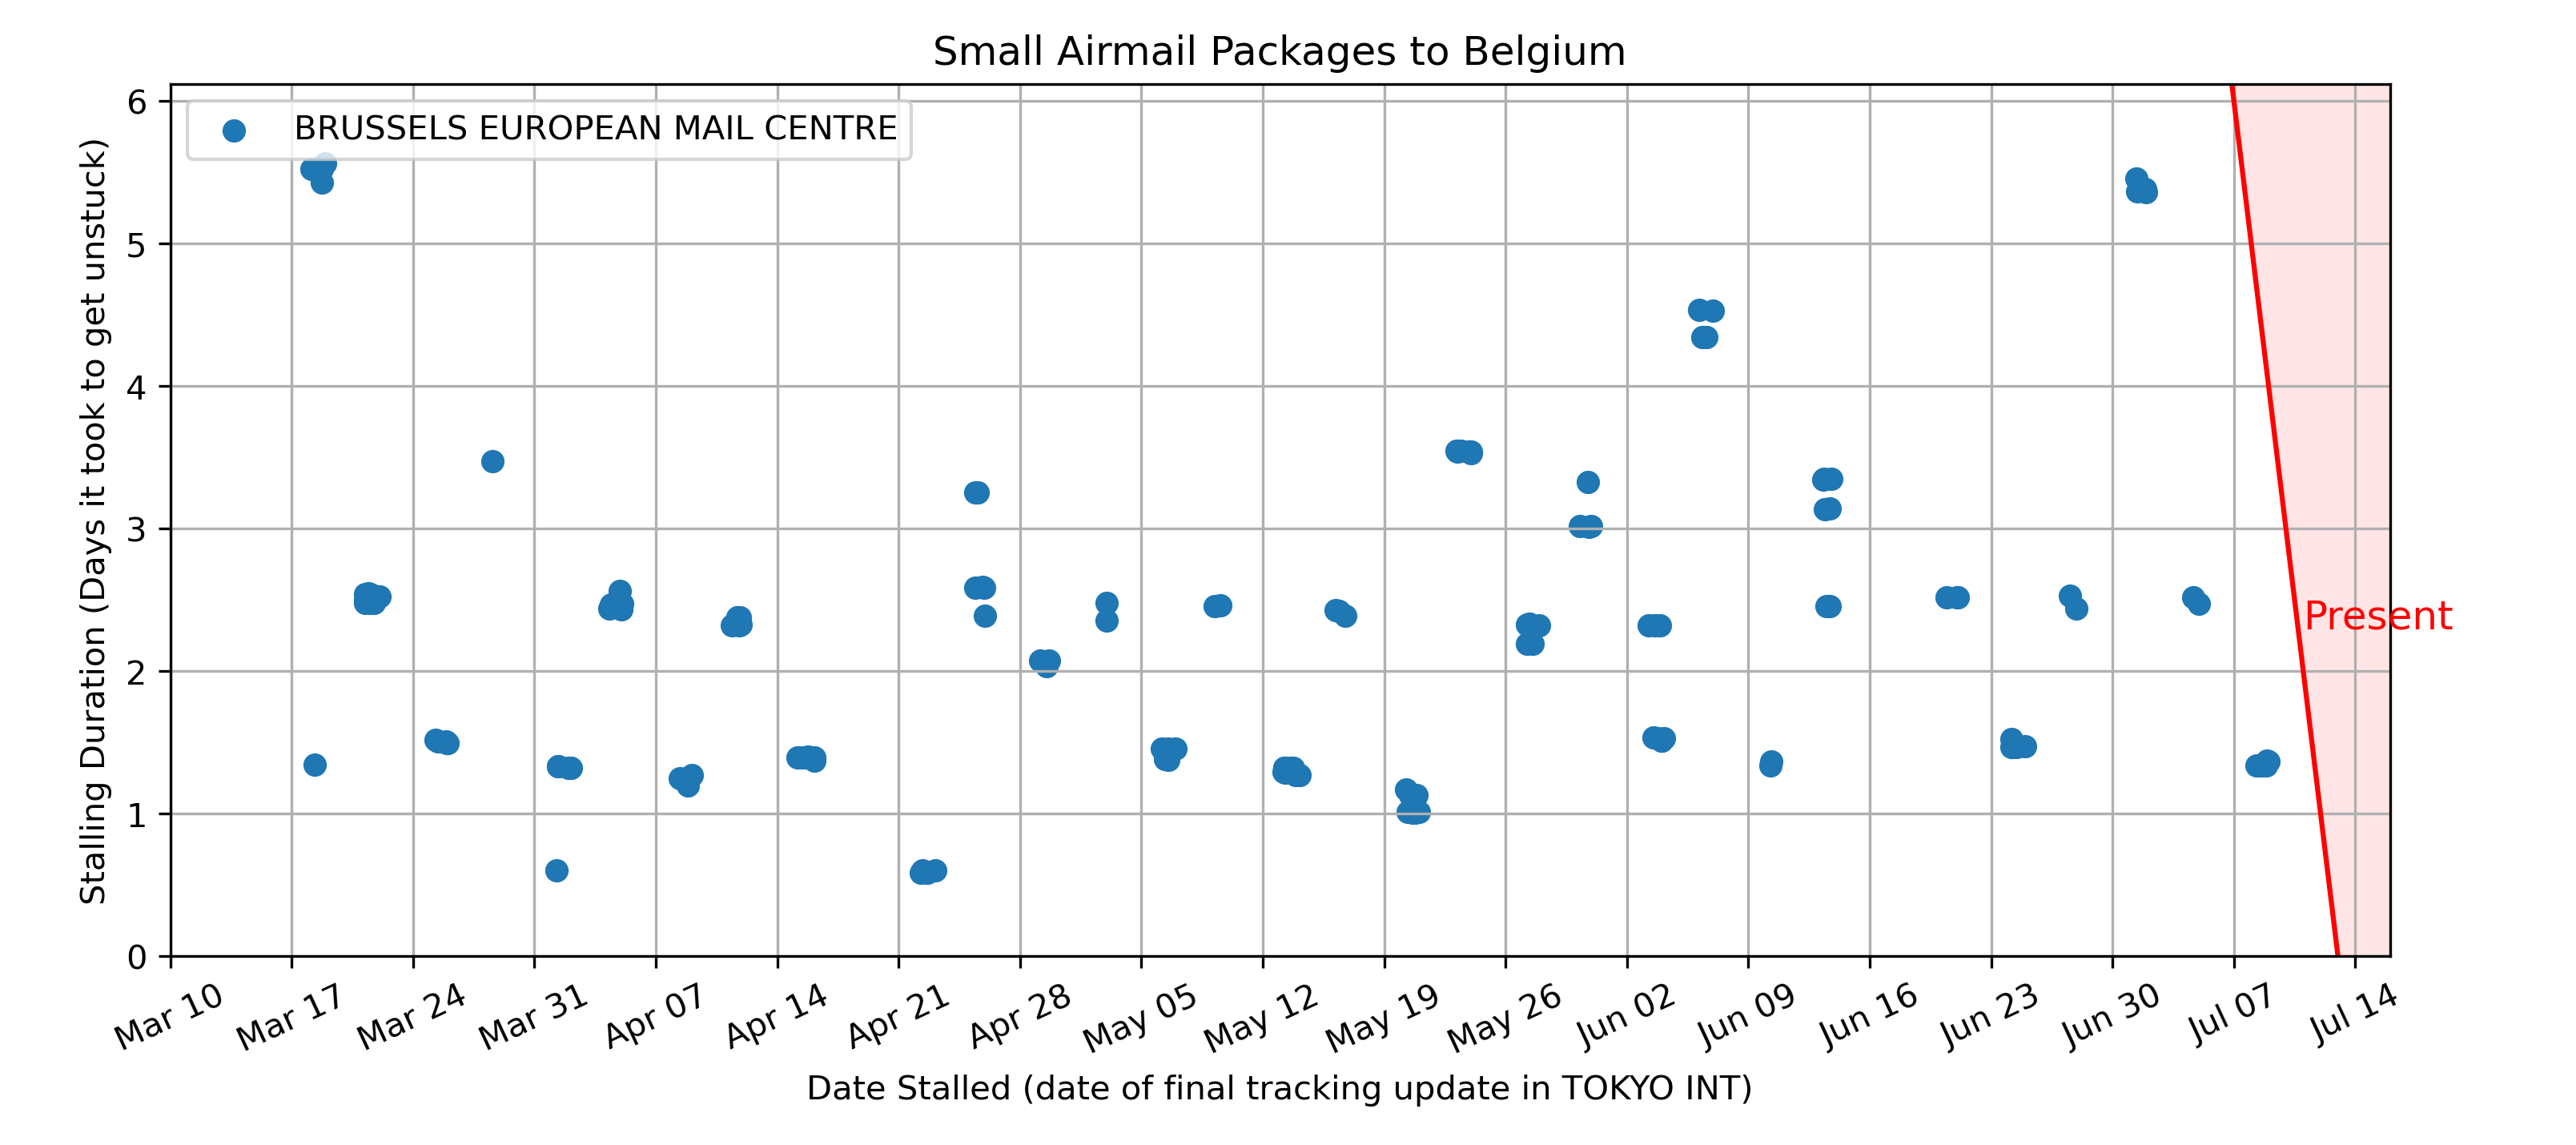 Small Airmail Packages to Belgium
BRUSSELS EUROPEAN MAIL CENTRE
Stalling Duration (Days it took to get unstuck)
6
5
4
3
2
1
0
Present
Mar 10
Mar 17
Mar 24
Mar 31
Apr 07
Apr 14
Apr 21
Apr 28
May 05
May 12
May 19
May 26
Jun 02
Jun 09
Jun 16
Jun 23
Jun 30
Jul 07
Jul 14
Date Stalled (date of final tracking update in TOKYO INT)